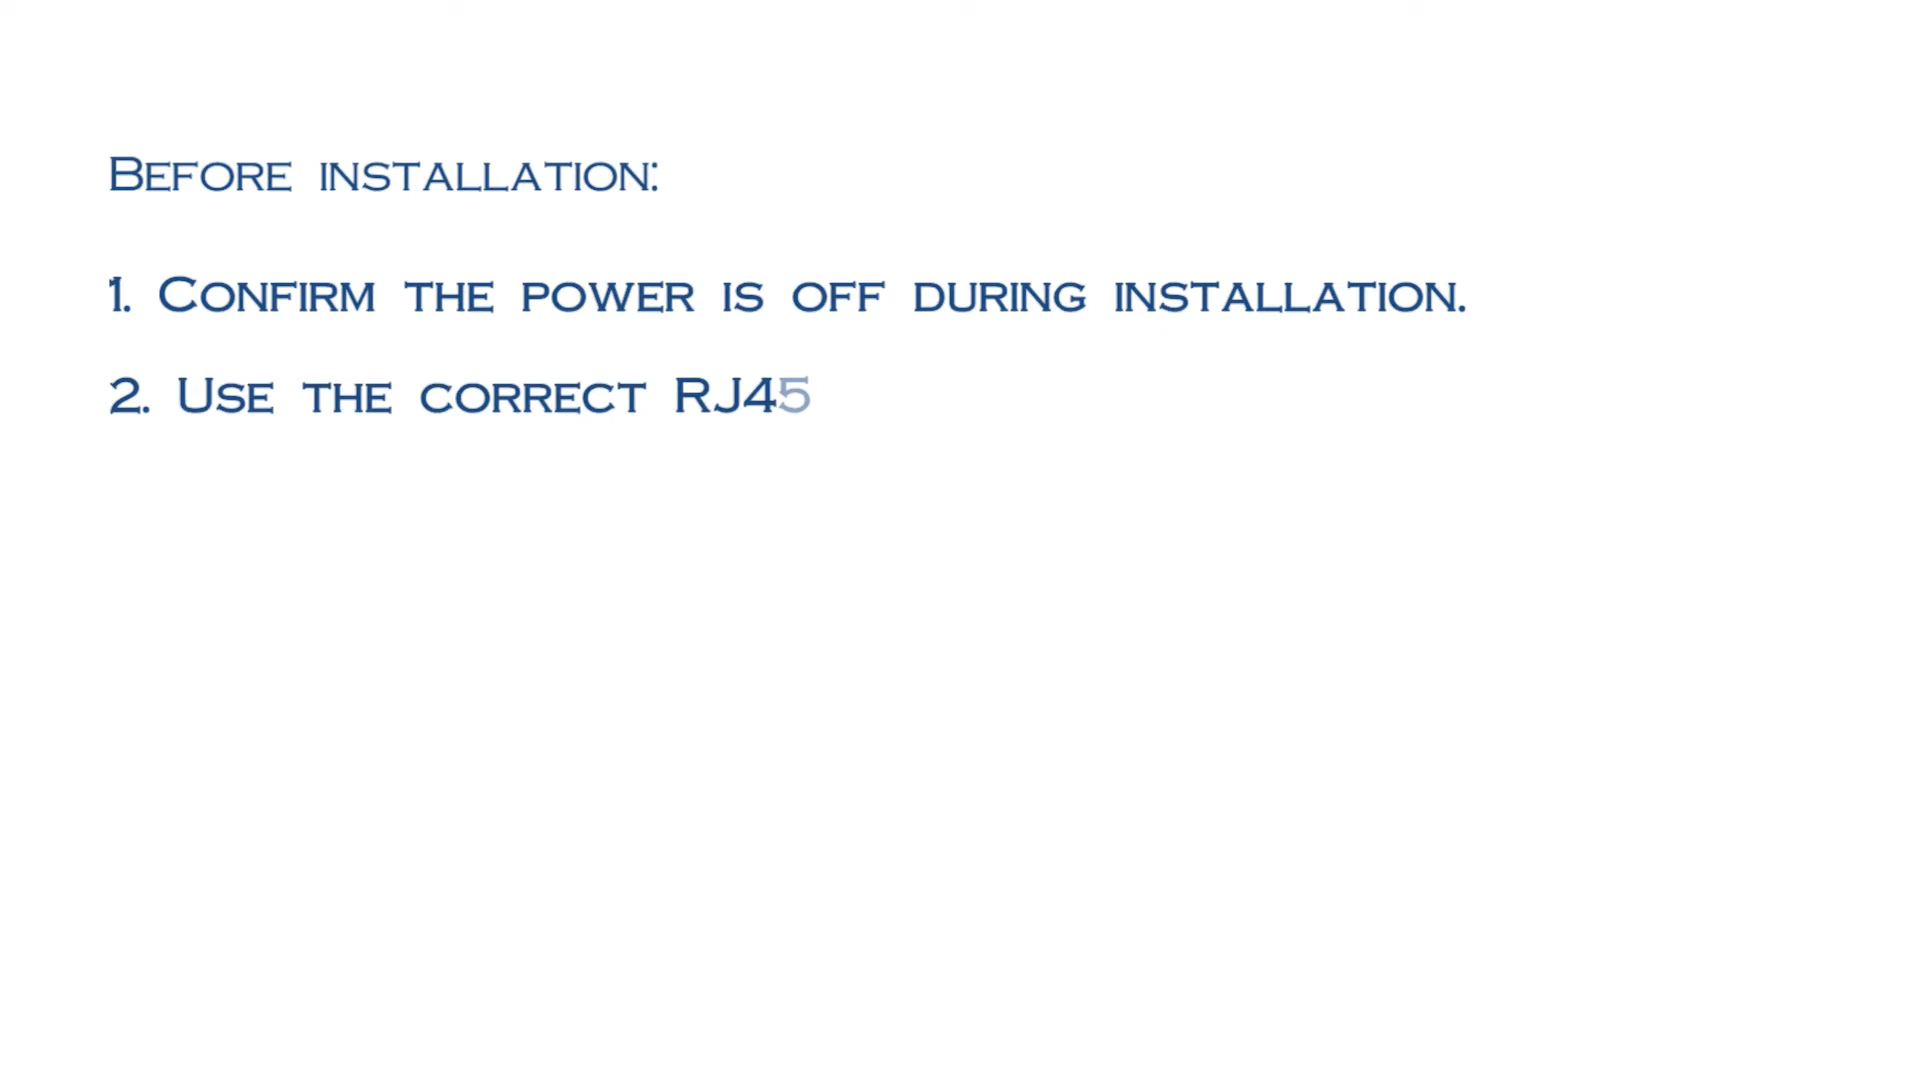 Before installation:
1. Confirm the power is off during installation.
2. Use the correct RJ45